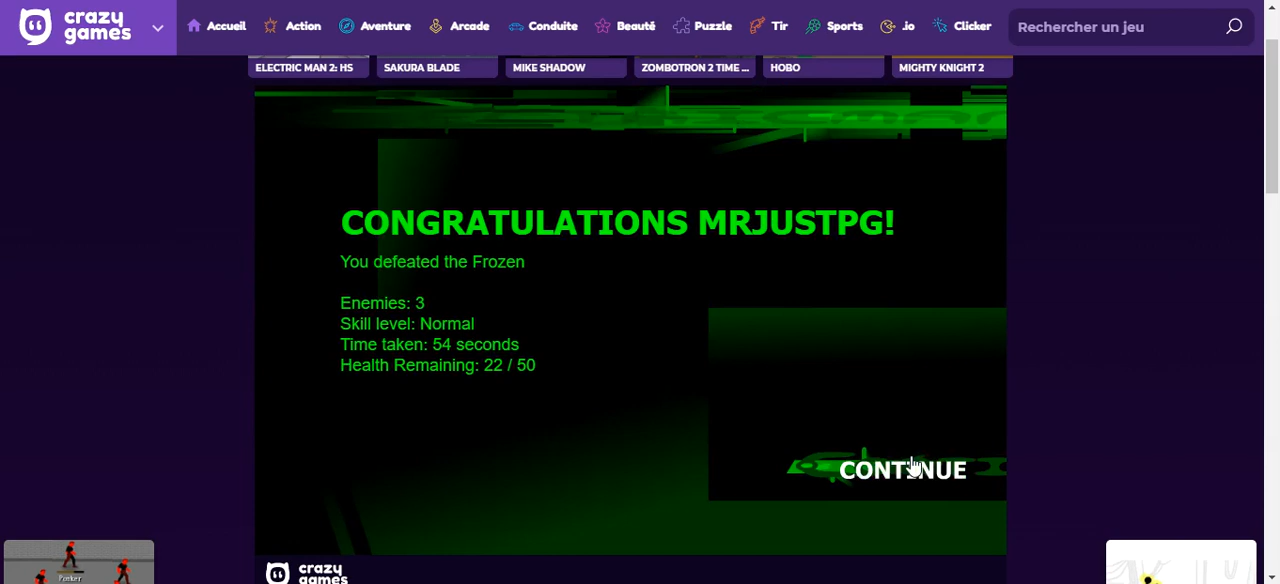 crazy games
Accueil Action Aventure Arcade Conduite Beauté Puzzle Tir Sports .io Clicker Rechercher un jeu
ELECTRIC MAN 2: HS SAKURA BLADE MIKE SHADOW ZOMBOTRON 2 TIME ... HOBO MIGHTY KNIGHT 2
CONGRATULATIONS MRJUSTPG!
You defeated the Frozen
Enemies: 3
Skill level: Normal
Time taken: 54 seconds
Health Remaining: 22 / 50
CONTINUE
crazy games